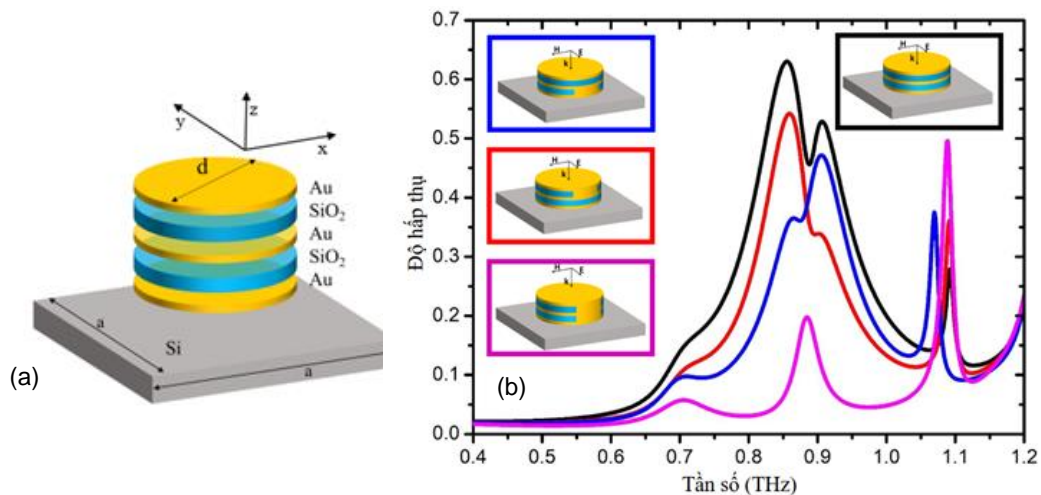 z
y
x
d
Au
SiO₂
Au
SiO₂
Au
a
Si
a
(a)
Độ hấp thụ
0.7
0.6
0.5
0.4
0.3
0.2
0.1
0.0
H
E
k
H
E
k
H
E
k
H
E
k
(b)
0.4 0.5 0.6 0.7 0.8 0.9 1.0 1.1 1.2
Tần số (THz)